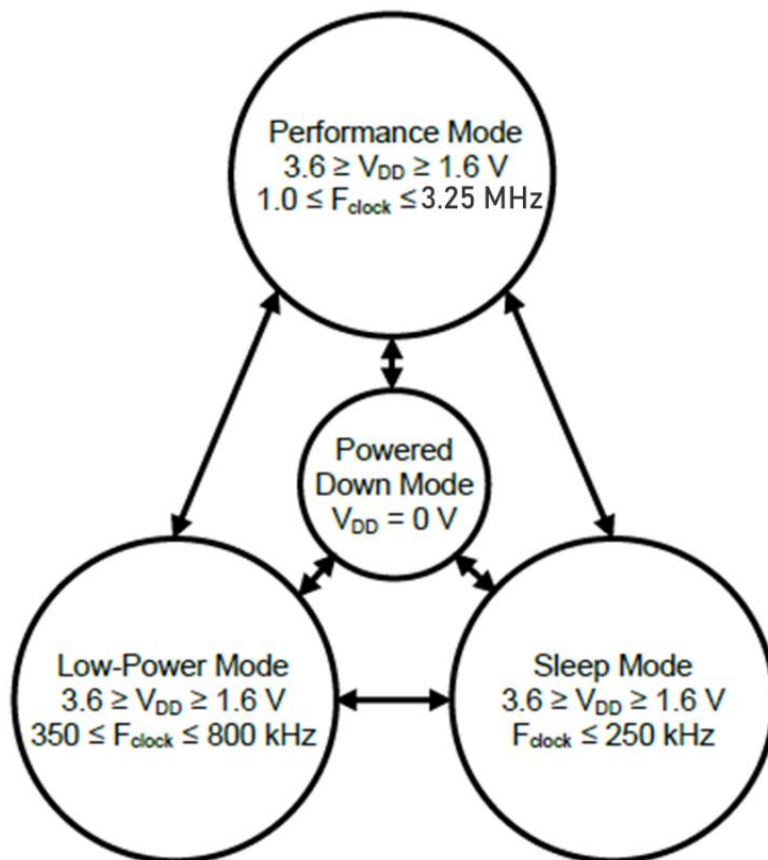 Performance Mode
3.6 ≥ VDD ≥ 1.6 V
1.0 ≤ Fclock ≤ 3.25 MHz
Powered
Down Mode
VDD = 0 V
Low-Power Mode
3.6 ≥ VDD ≥ 1.6 V
350 ≤ Fclock ≤ 800 kHz
Sleep Mode
3.6 ≥ VDD ≥ 1.6 V
Fclock ≤ 250 kHz